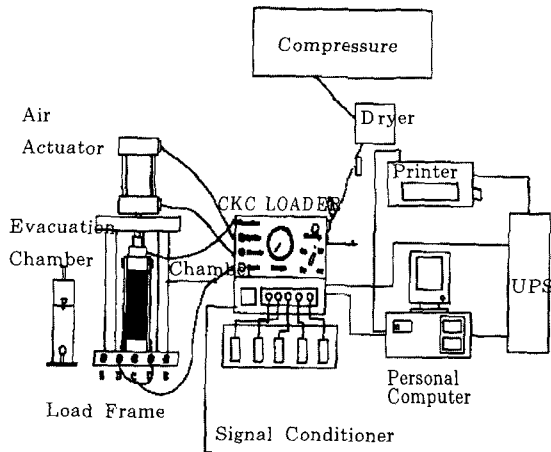 Compressure
Air
Actuator
Dryer
Printer
CKC LOADER
Evacuation
Chamber
Chamber
UPS
Personal
Computer
Load Frame
Signal Conditioner